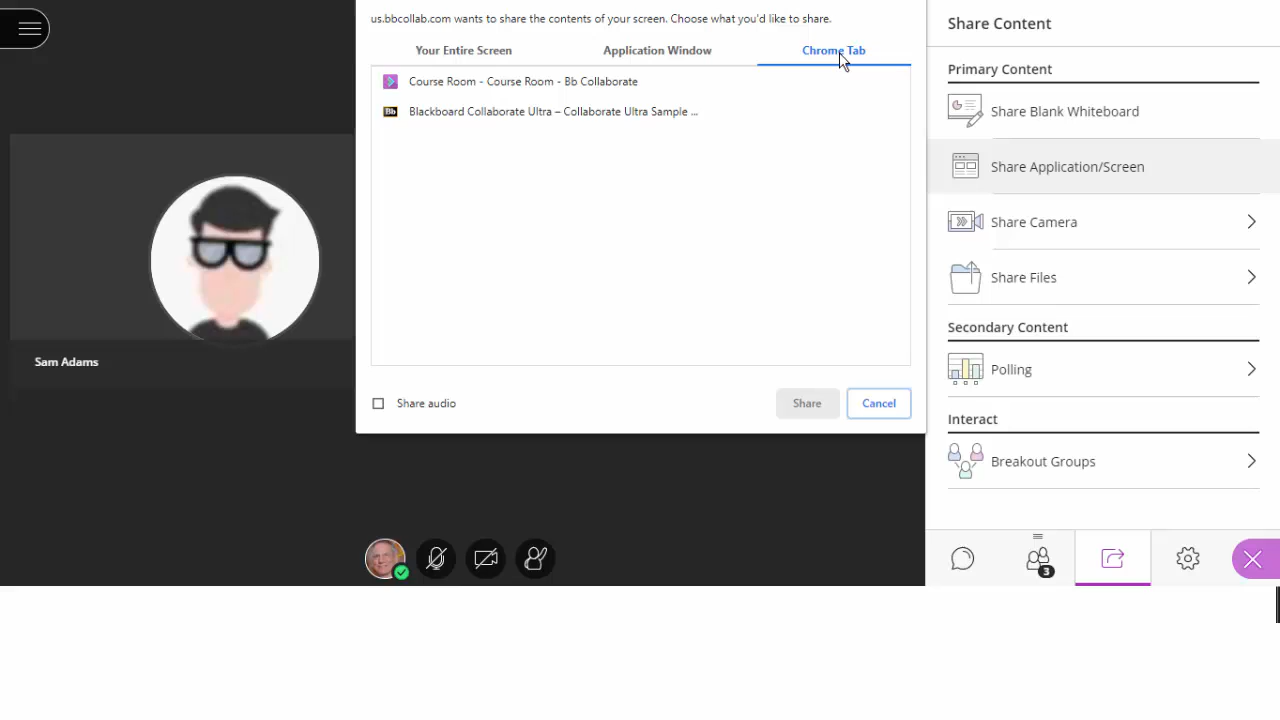 us.bbcollab.com wants to share the contents of your screen. Choose what you'd like to share.
Your Entire Screen
Application Window
Chrome Tab
Course Room - Course Room - Bb Collaborate
Bb
Blackboard Collaborate Ultra – Collaborate Ultra Sample ...
Share audio
Share
Cancel
Sam Adams
Share Content
Primary Content
Share Blank Whiteboard
Share Application/Screen
Share Camera
Share Files
Secondary Content
Polling
Interact
Breakout Groups
3